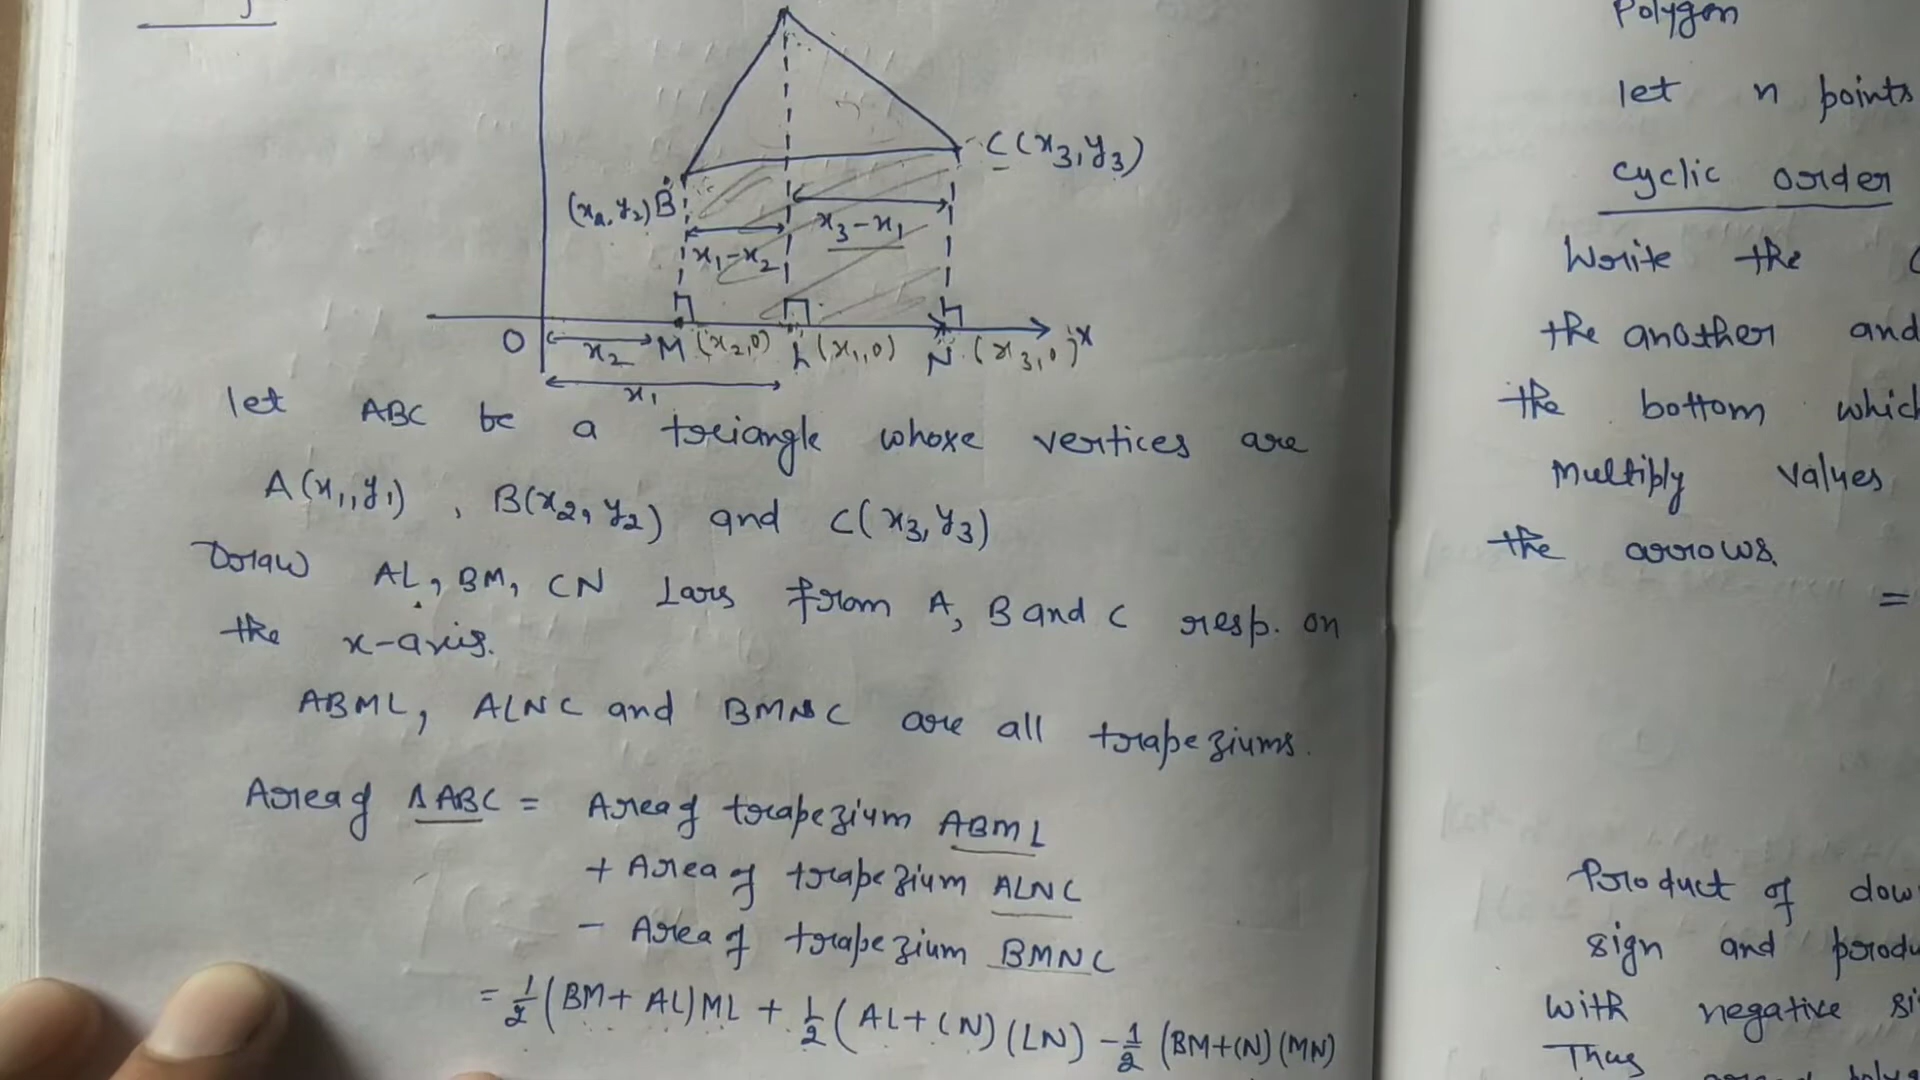 C(x₃,y₃)
(x₂,y₂)B
x₃-x₁
x₁-x₂
O
x₂
M(x₂,0)
L(x₁,0)
N(x₃,0)
x
x₁
let ABC be a triangle whose vertices are
A(x₁,y₁), B(x₂,y₂) and C(x₃,y₃)
Draw AL, BM, CN ⊥ars from A, B and C resp. on
the x-axis.
ABML, ALNC and BMNC are all trapeziums.
Area of ΔABC = Area of trapezium ABML
+ Area of trapezium ALNC
- Area of trapezium BMNC
= 1/2 (BM+AL)ML + 1/2 (AL+CN)(LN) - 1/2 (BM+CN)(MN)
Polygon
let n points
cyclic order
Write the
the another and
the bottom which
Multiply values
the arrows.
=
Product of
sign and
with negative
Thus